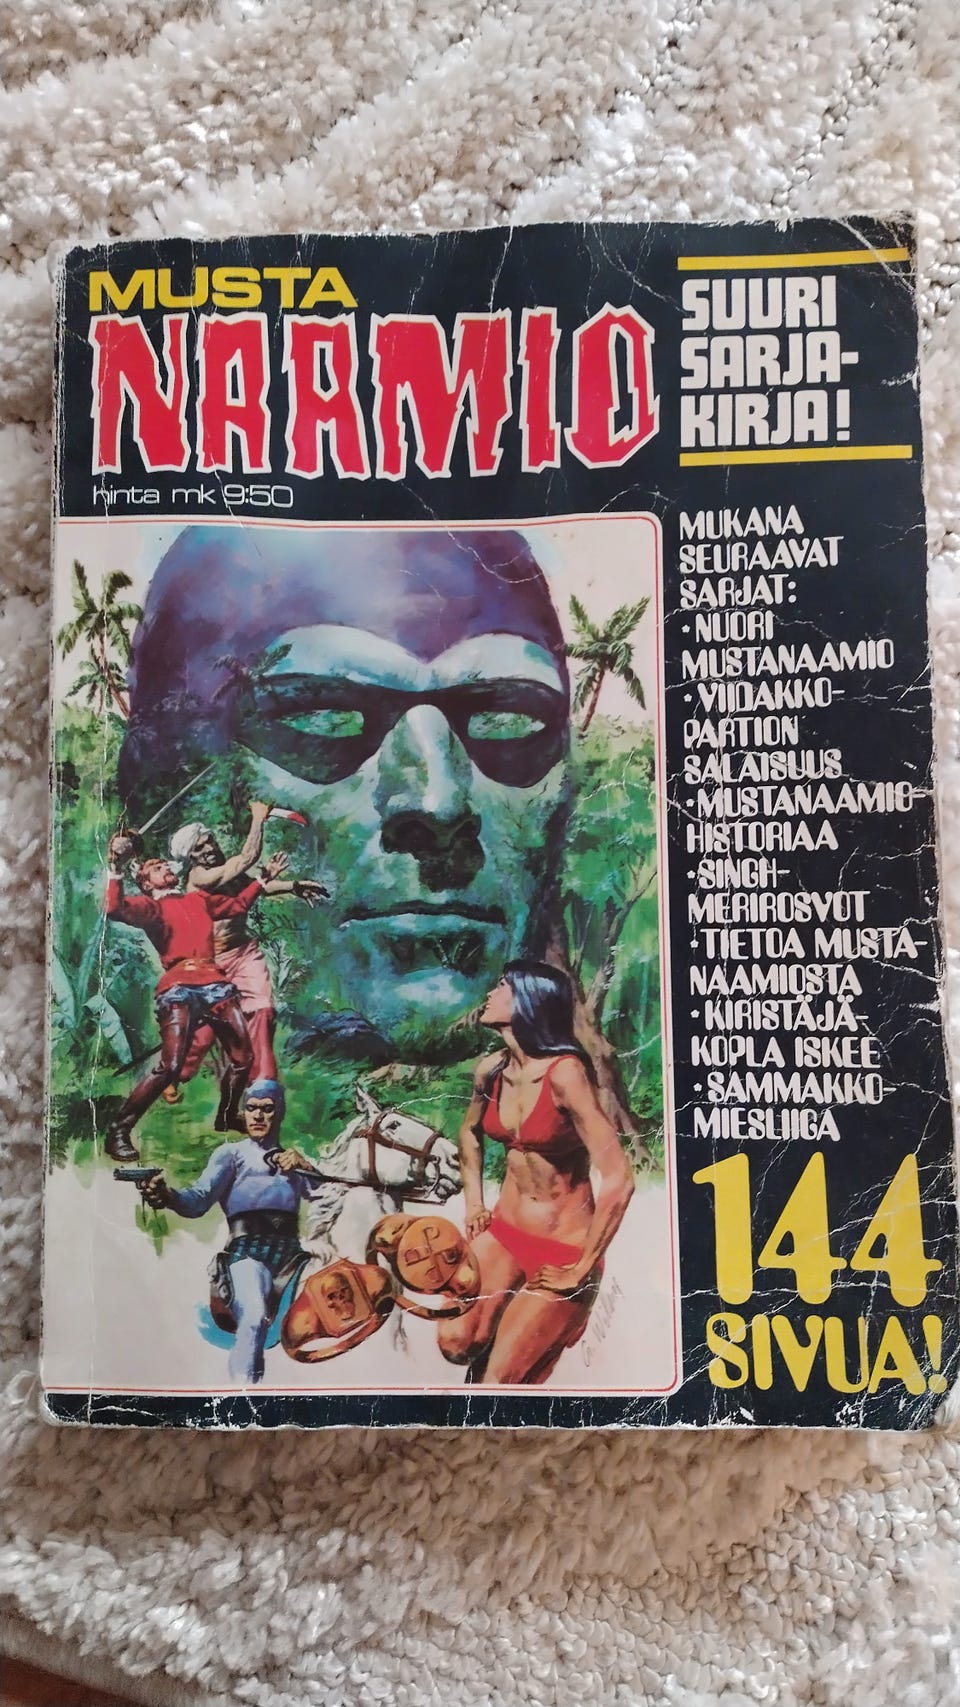 MUSTA
NAAMIO
hinta mk 9:50
SUURI
SARJA-
KIRJA!
MUKANA
SEURAAVAT
SARJAT:
• NUORI
MUSTANAAMIO
• VIIDAKKO-
PARTION
SALAISUUS
• MUSTANAAMIO-
HISTORIAA
• SINGH-
MERIROSVOT
• TIETOA MUSTA-
NAAMIOSTA
• KIRISTÄJÄ-
KOPLA ISKEE
• SAMMAKKO-
MIESLIIGA
144
SIVUA!